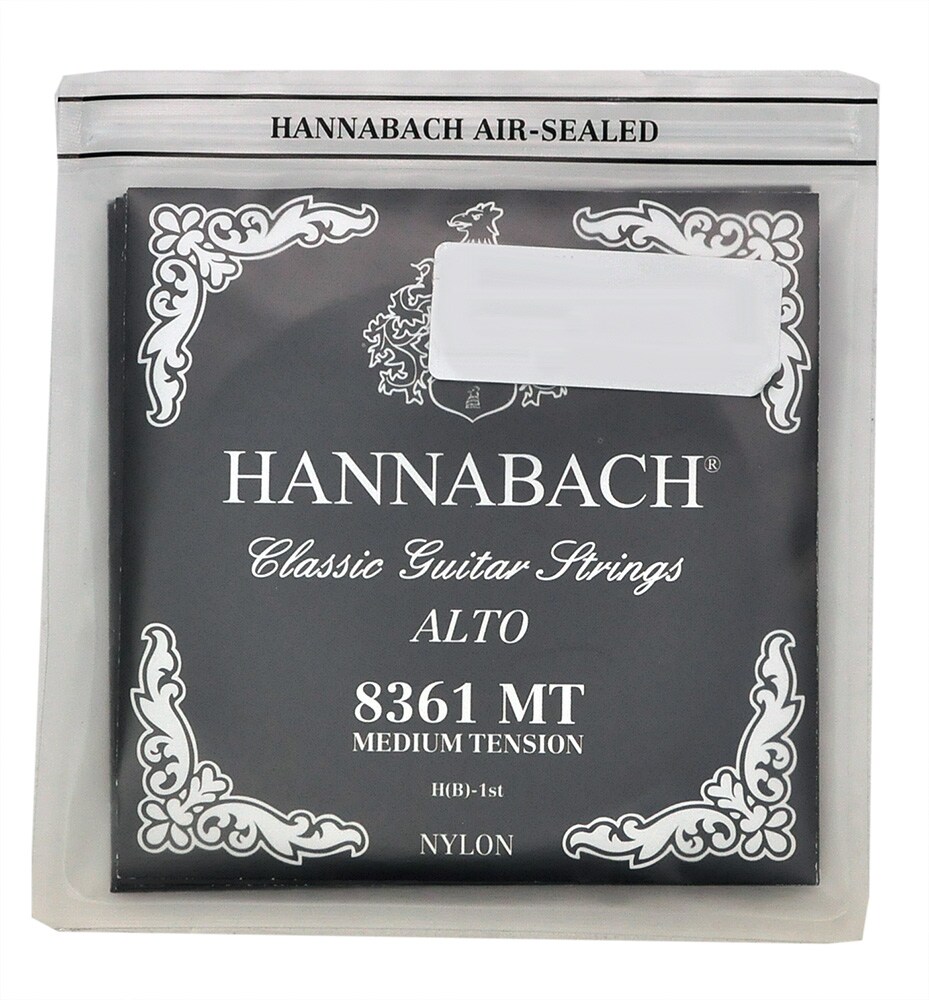 HANNABACH AIR-SEALED
HANNABACH®
Classic Guitar Strings
ALTO
8361 MT
MEDIUM TENSION
H(B)-1st
NYLON